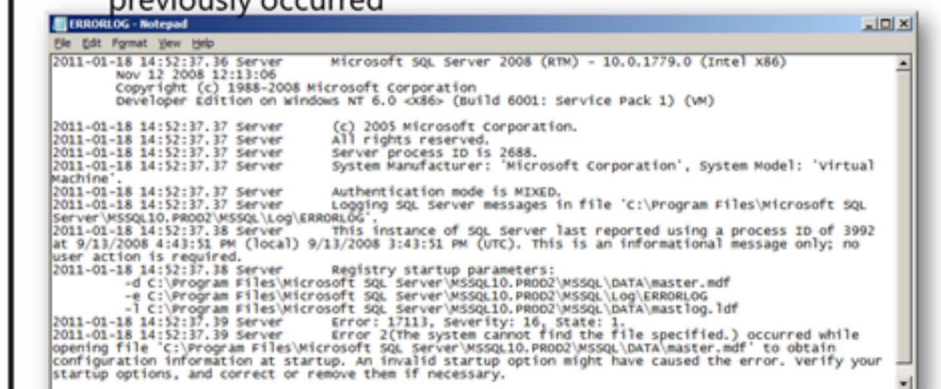 previously occurred
ERRORLOG - Notepad
File Edit Format View Help
2011-01-18 14:52:37.36 Server Microsoft SQL Server 2008 (RTM) - 10.0.1779.0 (Intel X86)
Nov 12 2008 12:13:06
Copyright (c) 1988-2008 Microsoft Corporation
Developer Edition on Windows NT 6.0 <X86> (Build 6001: Service Pack 1) (VM)
2011-01-18 14:52:37.37 Server (c) 2005 Microsoft Corporation.
2011-01-18 14:52:37.37 Server All rights reserved.
2011-01-18 14:52:37.37 Server Server process ID is 2688.
2011-01-18 14:52:37.37 Server System Manufacturer: 'Microsoft Corporation', System Model: 'Virtual
Machine'.
2011-01-18 14:52:37.37 Server Authentication mode is MIXED.
2011-01-18 14:52:37.37 Server Logging SQL Server messages in file 'C:\Program Files\Microsoft SQL
Server\MSSQL10.PROD2\MSSQL\Log\ERRORLOG'.
2011-01-18 14:52:37.38 Server This instance of SQL Server last reported using a process ID of 3992
at 9/13/2008 4:43:51 PM (local) 9/13/2008 3:43:51 PM (UTC). This is an informational message only; no
user action is required.
2011-01-18 14:52:37.38 Server Registry startup parameters:
-d C:\Program Files\Microsoft SQL Server\MSSQL10.PROD2\MSSQL\DATA\master.mdf
-e C:\Program Files\Microsoft SQL Server\MSSQL10.PROD2\MSSQL\Log\ERRORLOG
-l C:\Program Files\Microsoft SQL Server\MSSQL10.PROD2\MSSQL\DATA\mastlog.ldf
2011-01-18 14:52:37.39 Server Error: 17113, Severity: 16, State: 1.
2011-01-18 14:52:37.39 Server Error 2(The system cannot find the file specified.) occurred while
opening file 'C:\Program Files\Microsoft SQL Server\MSSQL10.PROD2\MSSQL\DATA\master.mdf' to obtain
configuration information at startup. An invalid startup option might have caused the error. Verify your
startup options, and correct or remove them if necessary.